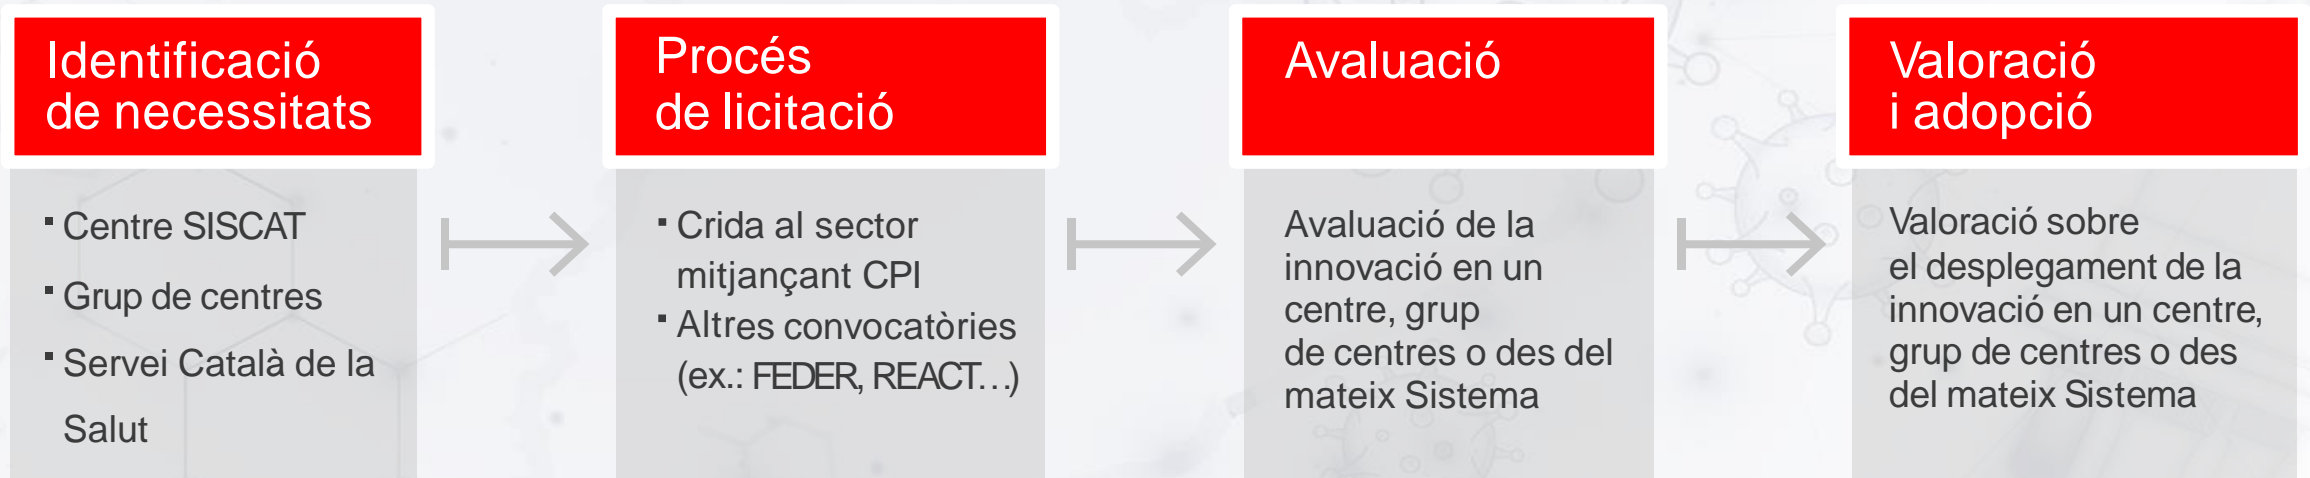 Identificació
de necessitats
▪ Centre SISCAT
▪ Grup de centres
▪ Servei Català de la
Salut
Procés
de licitació
▪ Crida al sector
mitjançant CPI
▪ Altres convocatòries
(ex.: FEDER, REACT…)
Avaluació
Avaluació de la
innovació en un
centre, grup
de centres o des del
mateix Sistema
Valoració
i adopció
Valoració sobre
el desplegament de la
innovació en un centre,
grup de centres o des
del mateix Sistema